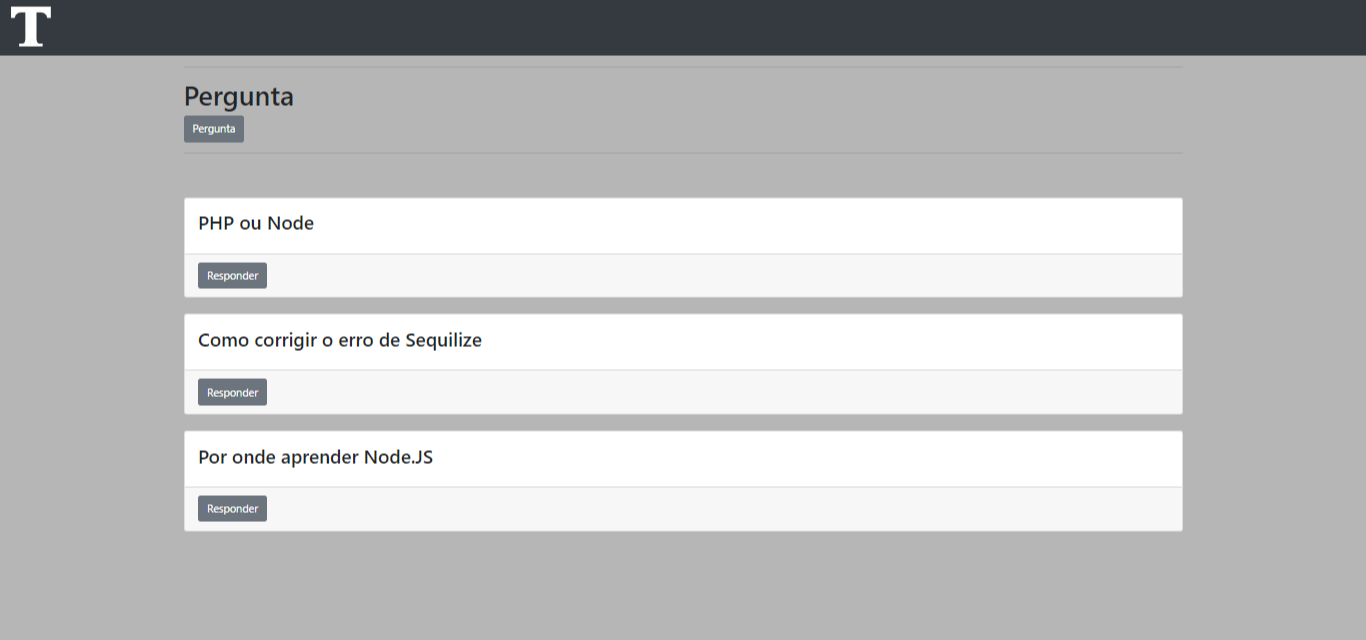 T
Pergunta
Pergunta
PHP ou Node
Responder
Como corrigir o erro de Sequilize
Responder
Por onde aprender Node.JS
Responder